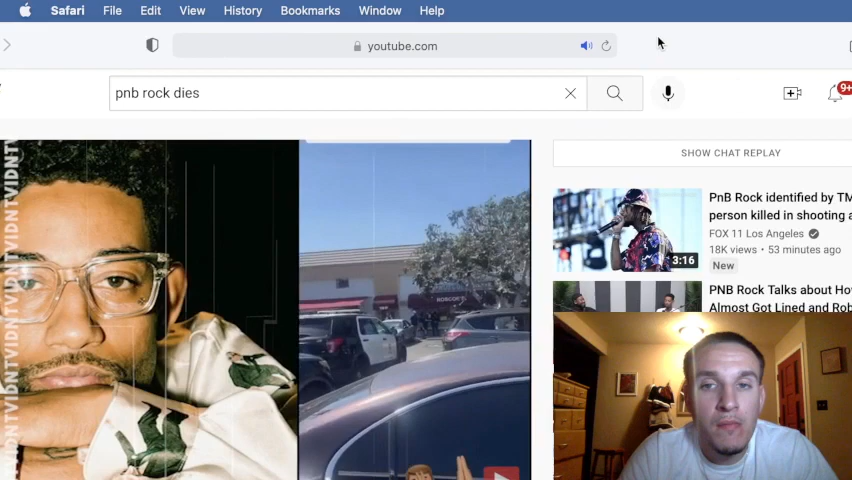 Safari File Edit View History Bookmarks Window Help
youtube.com
pnb rock dies
9+
SHOW CHAT REPLAY
VIDNTVIDNTVIDNTVIDNTVIDNTV
ROSCOE'S
3:16
PnB Rock identified by TM
person killed in shooting a
FOX 11 Los Angeles
18K views • 53 minutes ago
New
PNB Rock Talks about Ho
Almost Got Lined and Rob